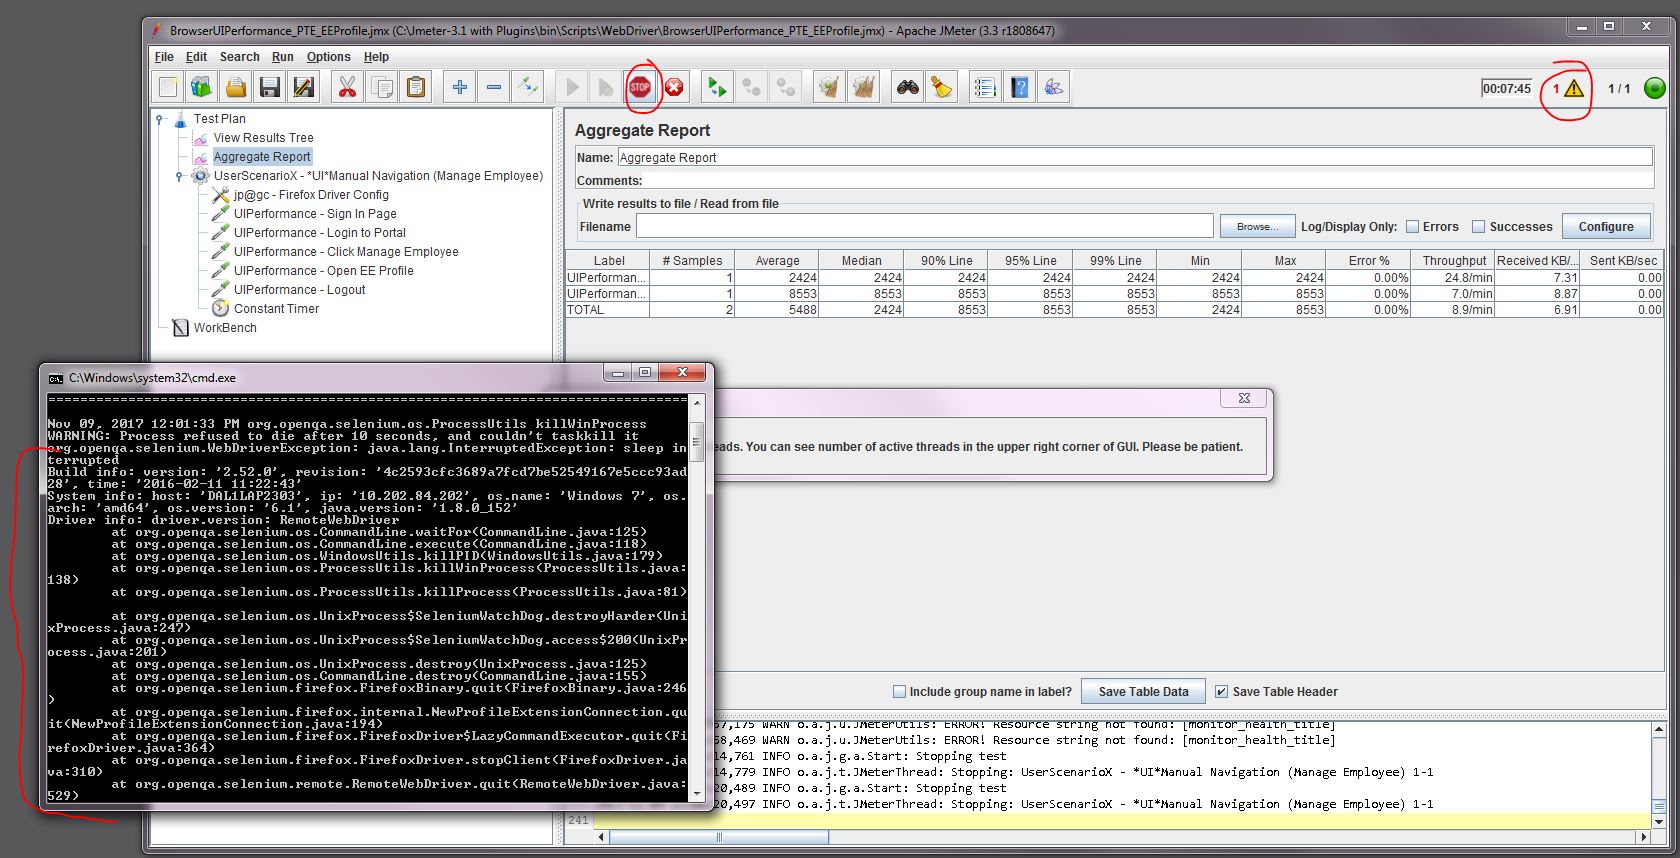 BrowserUIPerformance_PTE_EEProfile.jmx (C:\Jmeter-3.1 with Plugins\bin\Scripts\WebDriver\BrowserUIPerformance_PTE_EEProfile.jmx) - Apache JMeter (3.3 r1808647)
File Edit Search Run Options Help
STOP
00:07:45 1 1 / 1
Test Plan
View Results Tree
Aggregate Report
UserScenarioX - *UI*Manual Navigation (Manage Employee)
jp@gc - Firefox Driver Config
UIPerformance - Sign In Page
UIPerformance - Login to Portal
UIPerformance - Click Manage Employee
UIPerformance - Open EE Profile
UIPerformance - Logout
Constant Timer
WorkBench
Aggregate Report
Name: Aggregate Report
Comments:
Write results to file / Read from file
Filename Browse... Log/Display Only: Errors Successes Configure
Label # Samples Average Median 90% Line 95% Line 99% Line Min Max Error % Throughput Received KB/... Sent KB/sec
UIPerforman... 1 2424 2424 2424 2424 2424 2424 2424 0.00% 24.8/min 7.31 0.00
UIPerforman... 1 8553 8553 8553 8553 8553 8553 8553 0.00% 7.0/min 8.87 0.00
TOTAL 2 5488 2424 8553 8553 8553 2424 8553 0.00% 8.9/min 6.91 0.00
C:\Windows\system32\cmd.exe
Nov 09, 2017 12:01:33 PM org.openqa.selenium.os.ProcessUtils killWinProcess
WARNING: Process refused to die after 10 seconds, and couldn't taskkill it
org.openqa.selenium.WebDriverException: java.lang.InterruptedException: sleep in
terrupted
Build info: version: '2.52.0', revision: '4c2593cfc3689a7fcd7be52549167e5ccc93ad
28', time: '2016-02-11 11:22:43'
System info: host: 'DAL1LAP2303', ip: '10.202.84.202', os.name: 'Windows 7', os.
arch: 'amd64', os.version: '6.1', java.version: '1.8.0_152'
Driver info: driver.version: RemoteWebDriver
at org.openqa.selenium.os.CommandLine.waitFor(CommandLine.java:125)
at org.openqa.selenium.os.CommandLine.execute(CommandLine.java:118)
at org.openqa.selenium.os.WindowsUtils.killPID(WindowsUtils.java:179)
at org.openqa.selenium.os.ProcessUtils.killWinProcess(ProcessUtils.java:
138)
at org.openqa.selenium.os.ProcessUtils.killProcess(ProcessUtils.java:81)
at org.openqa.selenium.os.UnixProcess$SeleniumWatchDog.destroyHarder(Uni
xProcess.java:247)
at org.openqa.selenium.os.UnixProcess$SeleniumWatchDog.access$200(UnixPr
ocess.java:201)
at org.openqa.selenium.os.UnixProcess.destroy(UnixProcess.java:125)
at org.openqa.selenium.os.CommandLine.destroy(CommandLine.java:155)
at org.openqa.selenium.firefox.FirefoxBinary.quit(FirefoxBinary.java:246
)
at org.openqa.selenium.firefox.internal.NewProfileExtensionConnection.qu
it(NewProfileExtensionConnection.java:194)
at org.openqa.selenium.firefox.FirefoxDriver$LazyCommandExecutor.quit(Fi
refoxDriver.java:364)
at org.openqa.selenium.firefox.FirefoxDriver.stopClient(FirefoxDriver.ja
va:310)
at org.openqa.selenium.remote.RemoteWebDriver.quit(RemoteWebDriver.java:
529)
eads. You can see number of active threads in the upper right corner of GUI. Please be patient.
Include group name in label? Save Table Data Save Table Header
57,175 WARN o.a.j.u.JMeterUtils: ERROR! Resource string not found: [monitor_health_title]
58,469 WARN o.a.j.u.JMeterUtils: ERROR! Resource string not found: [monitor_health_title]
14,761 INFO o.a.j.g.a.Start: Stopping test
14,779 INFO o.a.j.t.JMeterThread: Stopping: UserScenarioX - *UI*Manual Navigation (Manage Employee) 1-1
20,489 INFO o.a.j.g.a.Start: Stopping test
20,497 INFO o.a.j.t.JMeterThread: Stopping: UserScenarioX - *UI*Manual Navigation (Manage Employee) 1-1
241